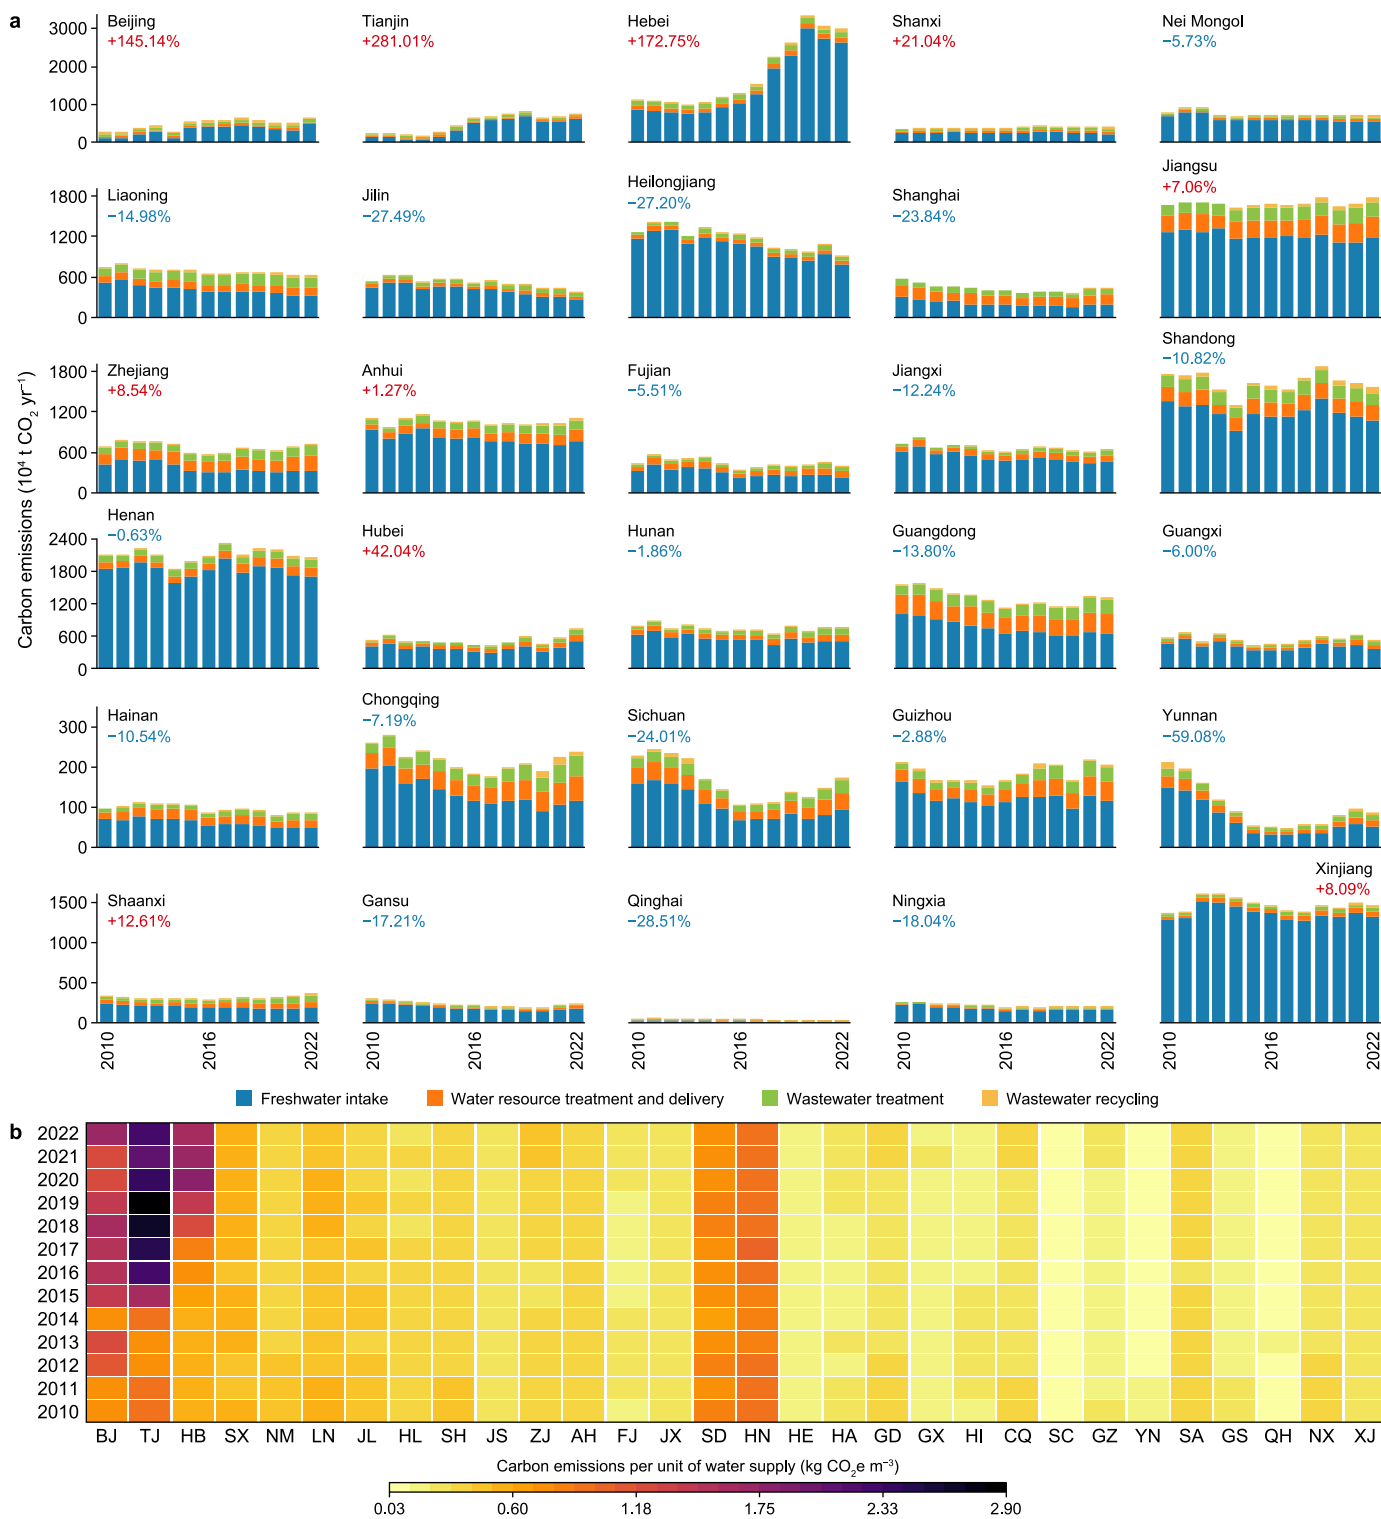 a
Beijing
+145.14%
Tianjin
+281.01%
Hebei
+172.75%
Shanxi
+21.04%
Nei Mongol
−5.73%
3000
2000
1000
0
Liaoning
−14.98%
Jilin
−27.49%
Heilongjiang
−27.20%
Shanghai
−23.84%
Jiangsu
+7.06%
1800
1200
600
0
Zhejiang
+8.54%
Anhui
+1.27%
Fujian
−5.51%
Jiangxi
−12.24%
Shandong
−10.82%
1800
1200
600
0
Carbon emissions (10⁴ t CO₂ yr⁻¹)
Henan
−0.63%
Hubei
+42.04%
Hunan
−1.86%
Guangdong
−13.80%
Guangxi
−6.00%
2400
1800
1200
600
0
Hainan
−10.54%
Chongqing
−7.19%
Sichuan
−24.01%
Guizhou
−2.88%
Yunnan
−59.08%
300
200
100
0
Shaanxi
+12.61%
Gansu
−17.21%
Qinghai
−28.51%
Ningxia
−18.04%
Xinjiang
+8.09%
1500
1000
500
0
2010 2016 2022 2010 2016 2022 2010 2016 2022 2010 2016 2022 2010 2016 2022
Freshwater intake Water resource treatment and delivery Wastewater treatment Wastewater recycling
b
2022
2021
2020
2019
2018
2017
2016
2015
2014
2013
2012
2011
2010
BJ TJ HB SX NM LN JL HL SH JS ZJ AH FJ JX SD HN HE HA GD GX HI CQ SC GZ YN SA GS QH NX XJ
Carbon emissions per unit of water supply (kg CO₂e m⁻³)
0.03 0.60 1.18 1.75 2.33 2.90